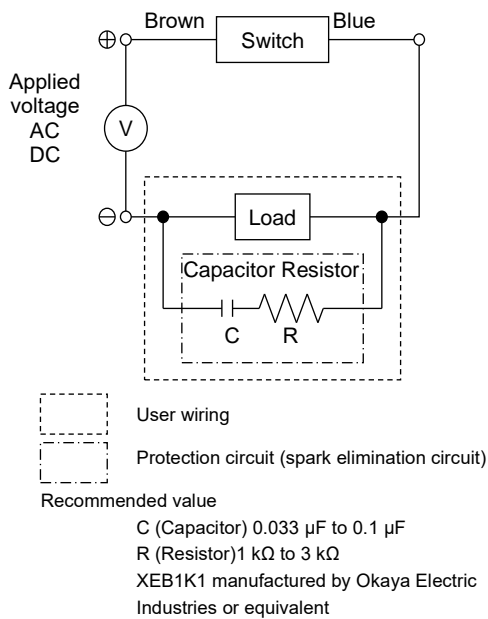 Brown
Switch
Blue
⊕
Applied
voltage
AC
DC
V
⊖
Load
Capacitor Resistor
C
R
User wiring
Protection circuit (spark elimination circuit)
Recommended value
C (Capacitor) 0.033 µF to 0.1 µF
R (Resistor)1 kΩ to 3 kΩ
XEB1K1 manufactured by Okaya Electric
Industries or equivalent